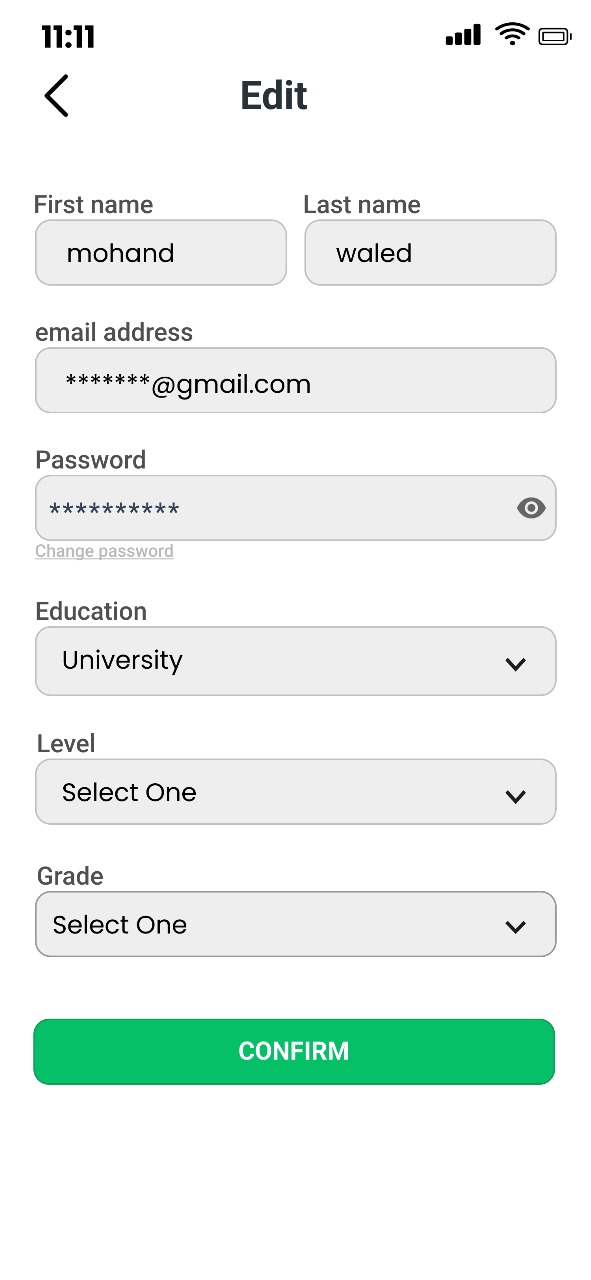 11:11
Edit
First name
Last name
mohand
waled
email address
*******@gmail.com
Password
**********
Change password
Education
University
Level
Select One
Grade
Select One
CONFIRM